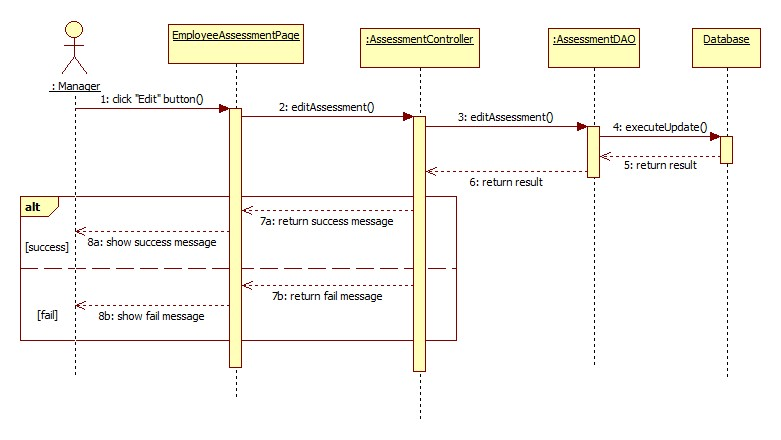 EmployeeAssessmentPage
:AssessmentController
:AssessmentDAO
Database
: Manager
1: click "Edit" button()
2: editAssessment()
3: editAssessment()
4: executeUpdate()
5: return result
6: return result
alt
7a: return success message
8a: show success message
[success]
7b: return fail message
8b: show fail message
[fail]